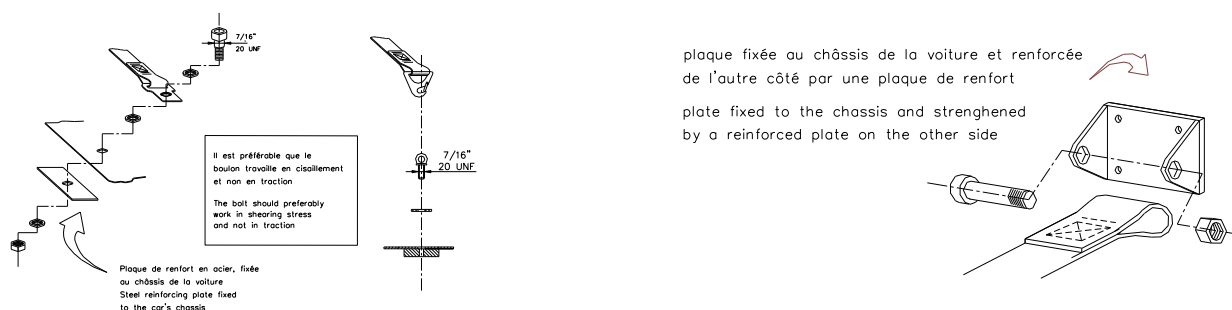 7/16"
20 UNF
Il est préférable que le
boulon travaille en cisaillement
et non en traction
The bolt should preferably
work in shearing stress
and not in traction
7/16"
20 UNF
Plaque de renfort en acier, fixée
au châssis de la voiture
Steel reinforcing plate fixed
to the car's chassis
plaque fixée au châssis de la voiture et renforcée
de l'autre côté par une plaque de renfort
plate fixed to the chassis and strenghened
by a reinforced plate on the other side